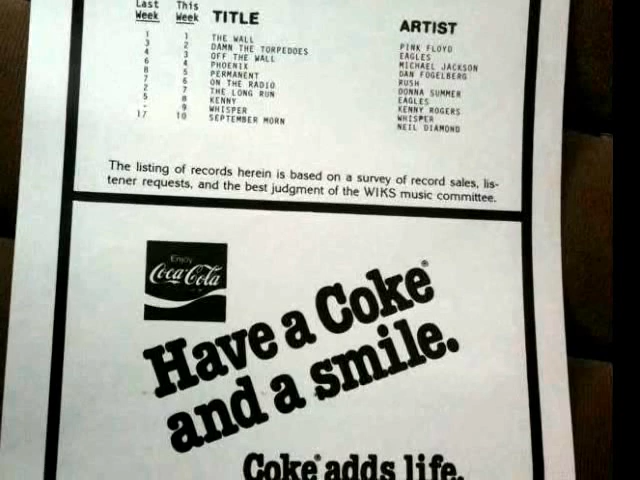 Last Week This Week TITLE ARTIST
1 1 THE WALL PINK FLOYD
3 2 DAMN THE TORPEDOES EAGLES
4 3 OFF THE WALL MICHAEL JACKSON
6 4 PHOENIX DAN FOGELBERG
8 5 PERMANENT RUSH
7 6 ON THE RADIO DONNA SUMMER
2 7 THE LONG RUN EAGLES
5 8 KENNY KENNY ROGERS
- 9 WHISPER WHISPER
17 10 SEPTEMBER MORN NEIL DIAMOND
The listing of records herein is based on a survey of record sales, lis-
tener requests, and the best judgment of the WIKS music committee.
Enjoy
Coca-Cola
Have a Coke®
and a smile.
Coke® adds life.